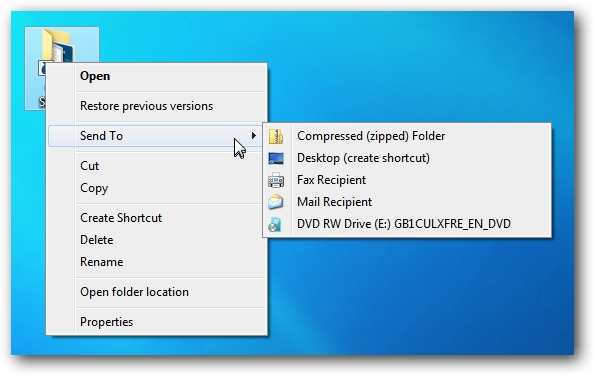 Open
Restore previous versions
Send To
Cut
Copy
Create Shortcut
Delete
Rename
Open folder location
Properties
Compressed (zipped) Folder
Desktop (create shortcut)
Fax Recipient
Mail Recipient
DVD RW Drive (E:) GB1CULXFRE_EN_DVD